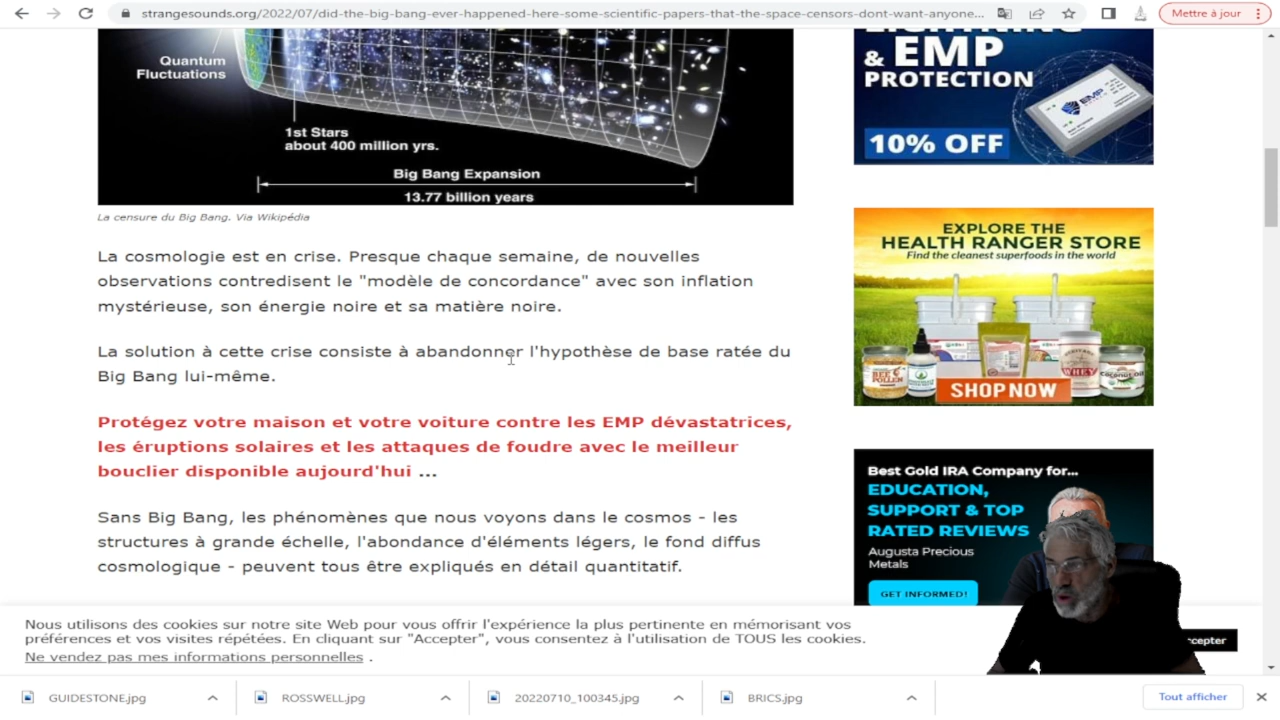 strangesounds.org/2022/07/did-the-big-bang-ever-happened-here-some-scientific-papers-that-the-space-censors-dont-want-anyone...
Mettre à jour
Quantum
Fluctuations
1st Stars
about 400 million yrs.
Big Bang Expansion
13.77 billion years
La censure du Big Bang. Via Wikipédia
La cosmologie est en crise. Presque chaque semaine, de nouvelles
observations contredisent le "modèle de concordance" avec son inflation
mystérieuse, son énergie noire et sa matière noire.
La solution à cette crise consiste à abandonner l'hypothèse de base ratée du
Big Bang lui-même.
Protégez votre maison et votre voiture contre les EMP dévastatrices,
les éruptions solaires et les attaques de foudre avec le meilleur
bouclier disponible aujourd'hui ...
Sans Big Bang, les phénomènes que nous voyons dans le cosmos - les
structures à grande échelle, l'abondance d'éléments légers, le fond diffus
cosmologique - peuvent tous être expliqués en détail quantitatif.
LIGHTNING
& EMP
PROTECTION
EMP
10% OFF
EXPLORE THE
HEALTH RANGER STORE
Find the cleanest superfoods in the world
BEE POLLEN
WHEY
COCONUT OIL
SHOP NOW
Best Gold IRA Company for...
EDUCATION,
SUPPORT & TOP
RATED REVIEWS
Augusta Precious
Metals
GET INFORMED!
Nous utilisons des cookies sur notre site Web pour vous offrir l'expérience la plus pertinente en mémorisant vos
préférences et vos visites répétées. En cliquant sur "Accepter", vous consentez à l'utilisation de TOUS les cookies.
Ne vendez pas mes informations personnelles .
ccepter
GUIDESTONE.jpg
ROSSWELL.jpg
20220710_100345.jpg
BRICS.jpg
Tout afficher